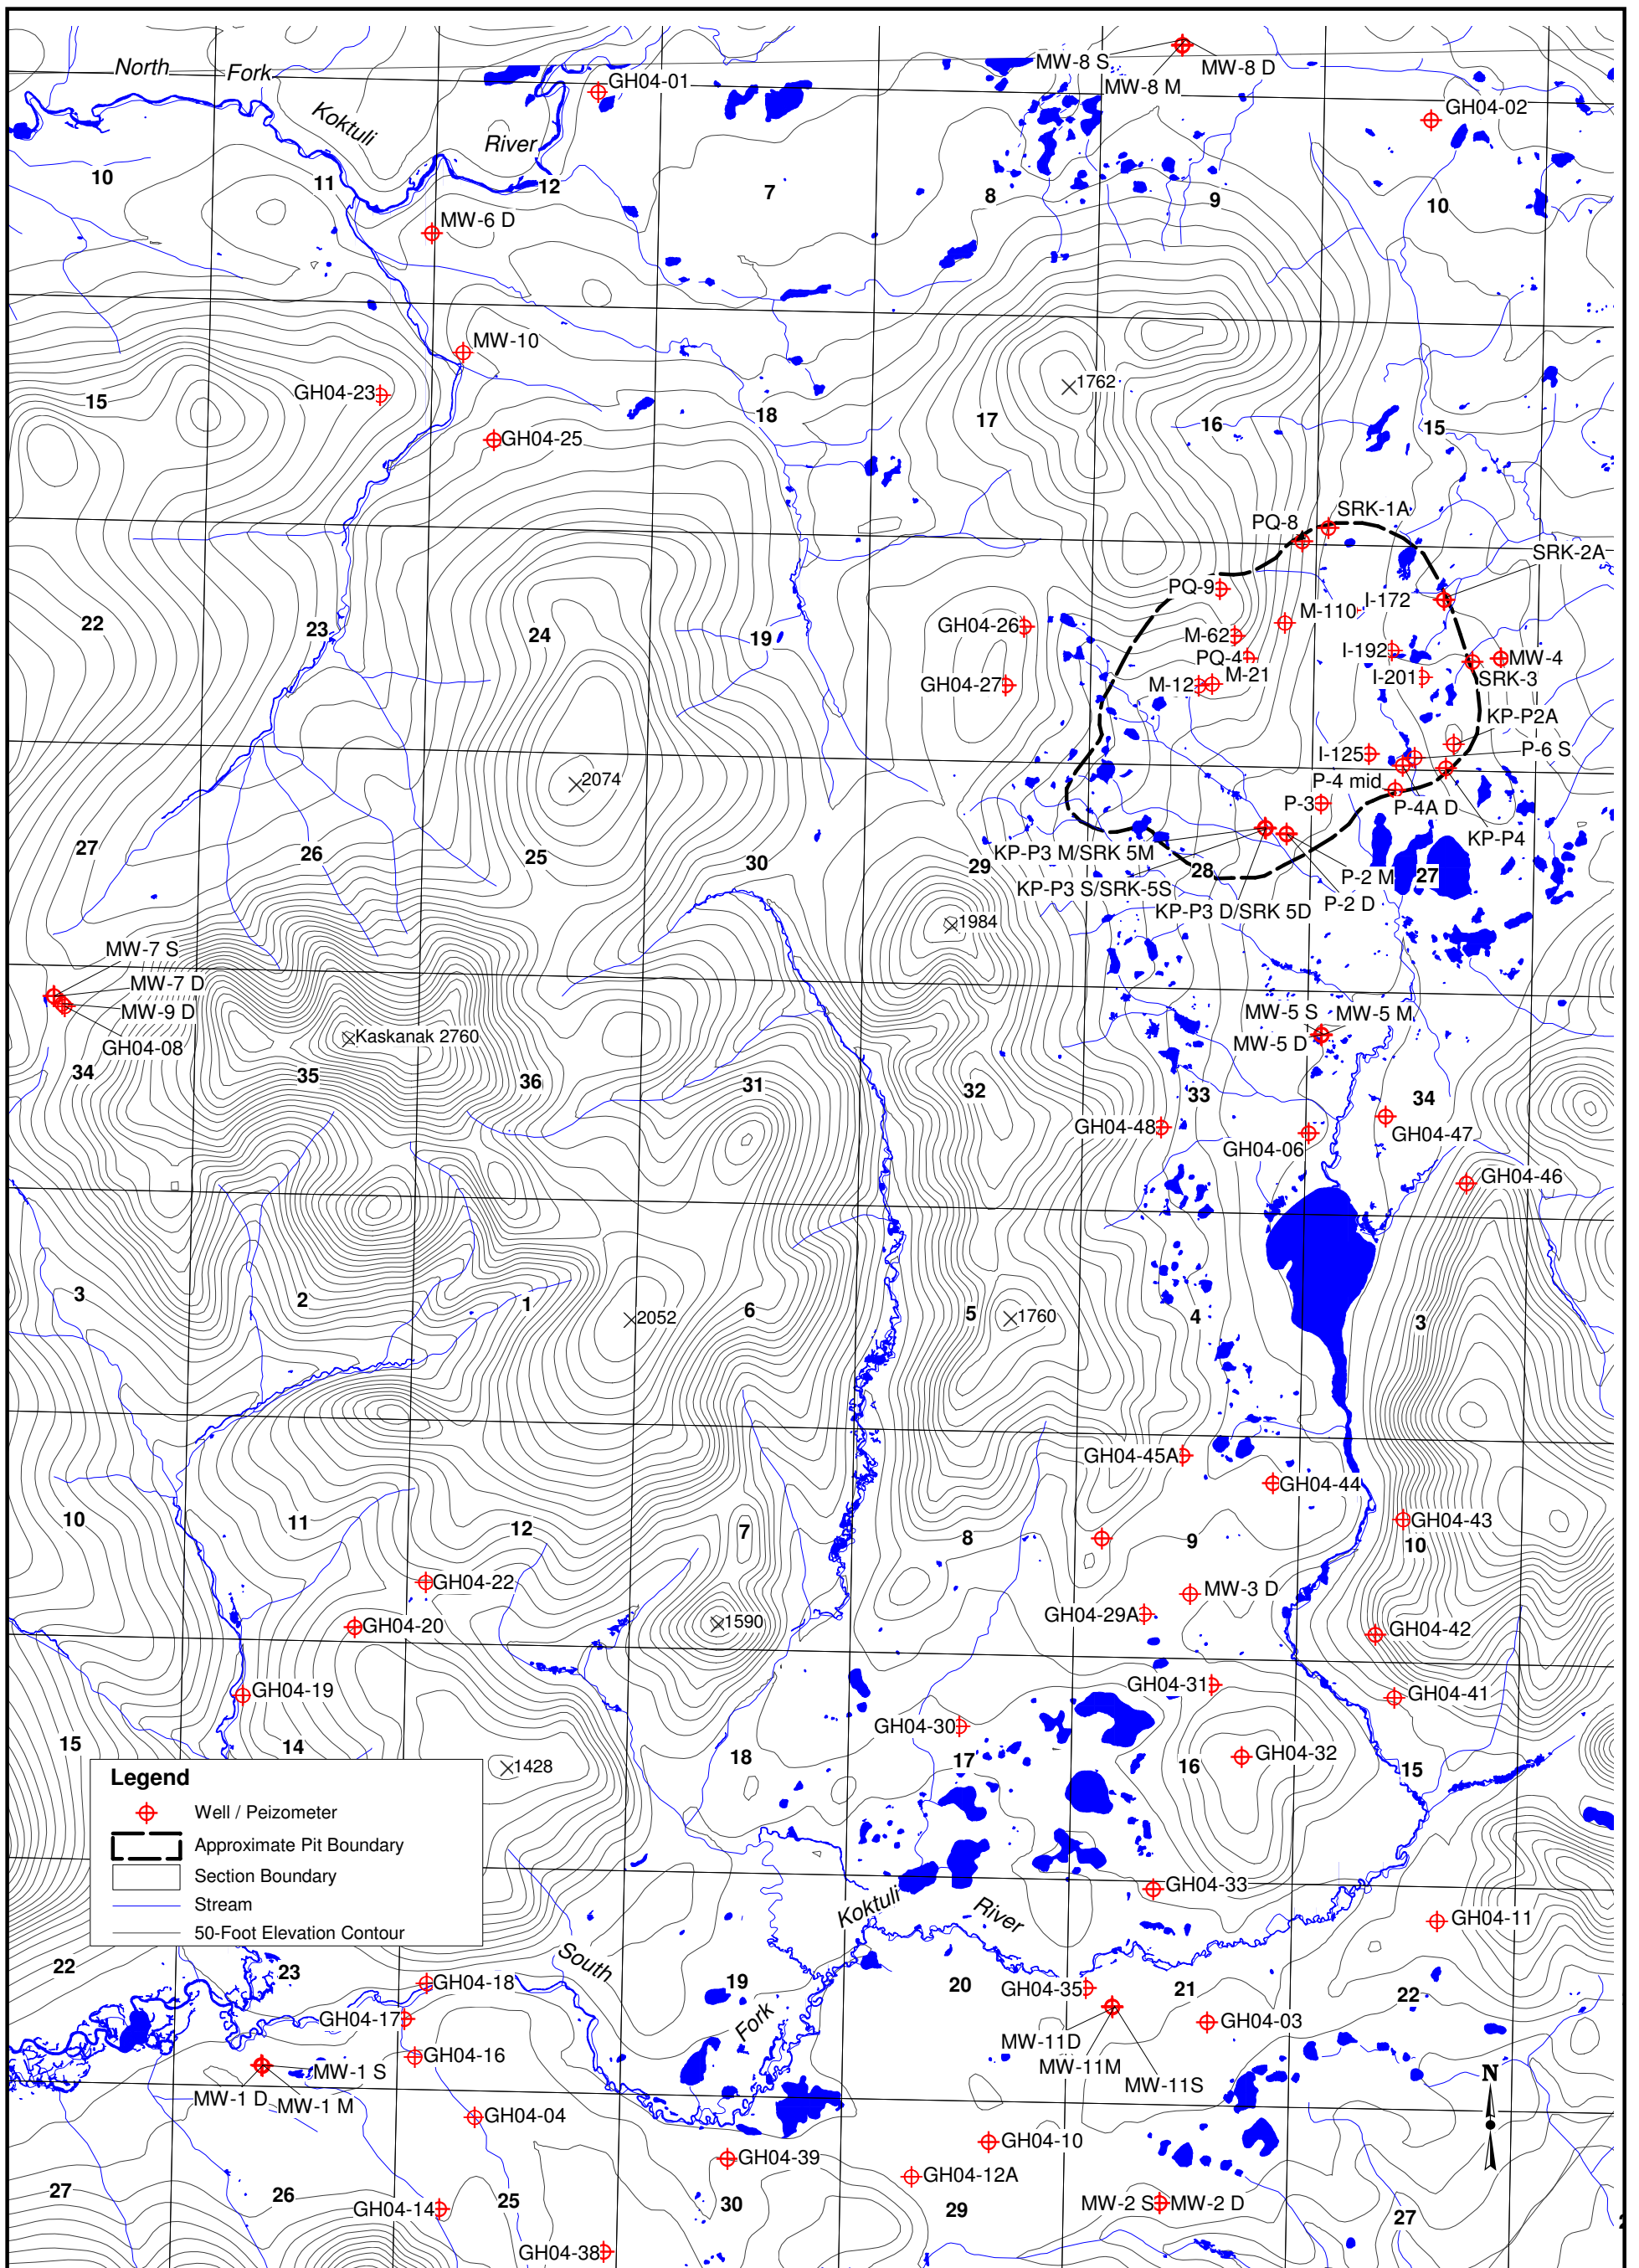 MW-8 S
MW-8 D
MW-8 M
North Fork
GH04-01
GH04-02
Koktuli
River
10
11
12
7
8
9
10
MW-6 D
MW-10
GH04-23
1762
15
18
17
16
15
GH04-25
SRK-1A
PQ-8
SRK-2A
PQ-9
I-172
M-110
22
23
24
19
GH04-26
M-62
I-192
PQ-4
MW-4
GH04-27
M-12
M-21
I-201
SRK-3
KP-P2A
I-125
P-6 S
2074
P-4 mid
P-3
P-4A D
KP-P4
27
26
25
30
29
KP-P3 M/SRK 5M
28
P-2 M
27
KP-P3 S/SRK-5S
P-2 D
KP-P3 D/SRK 5D
1984
MW-7 S
MW-7 D
MW-9 D
MW-5 S
MW-5 M
Kaskanak 2760
MW-5 D
GH04-08
34
35
36
31
32
33
34
GH04-48
GH04-47
GH04-06
GH04-46
3
2
1
2052
6
5
1760
4
3
GH04-45A
GH04-44
10
11
12
7
8
9
GH04-43
10
GH04-22
MW-3 D
GH04-29A
GH04-20
1590
GH04-42
GH04-31
GH04-19
GH04-41
GH04-30
15
14
1428
18
17
16
GH04-32
15
Legend
Well / Peizometer
Approximate Pit Boundary
Section Boundary
Stream
50-Foot Elevation Contour
GH04-33
Koktuli
River
GH04-11
South
Fork
22
23
GH04-18
19
20
GH04-35
21
22
GH04-17
GH04-03
MW-11D
GH04-16
MW-11M
MW-1 S
MW-11S
N
MW-1 D
MW-1 M
GH04-04
GH04-10
GH04-39
GH04-12A
27
26
GH04-14
25
30
29
MW-2 S
MW-2 D
27
GH04-38